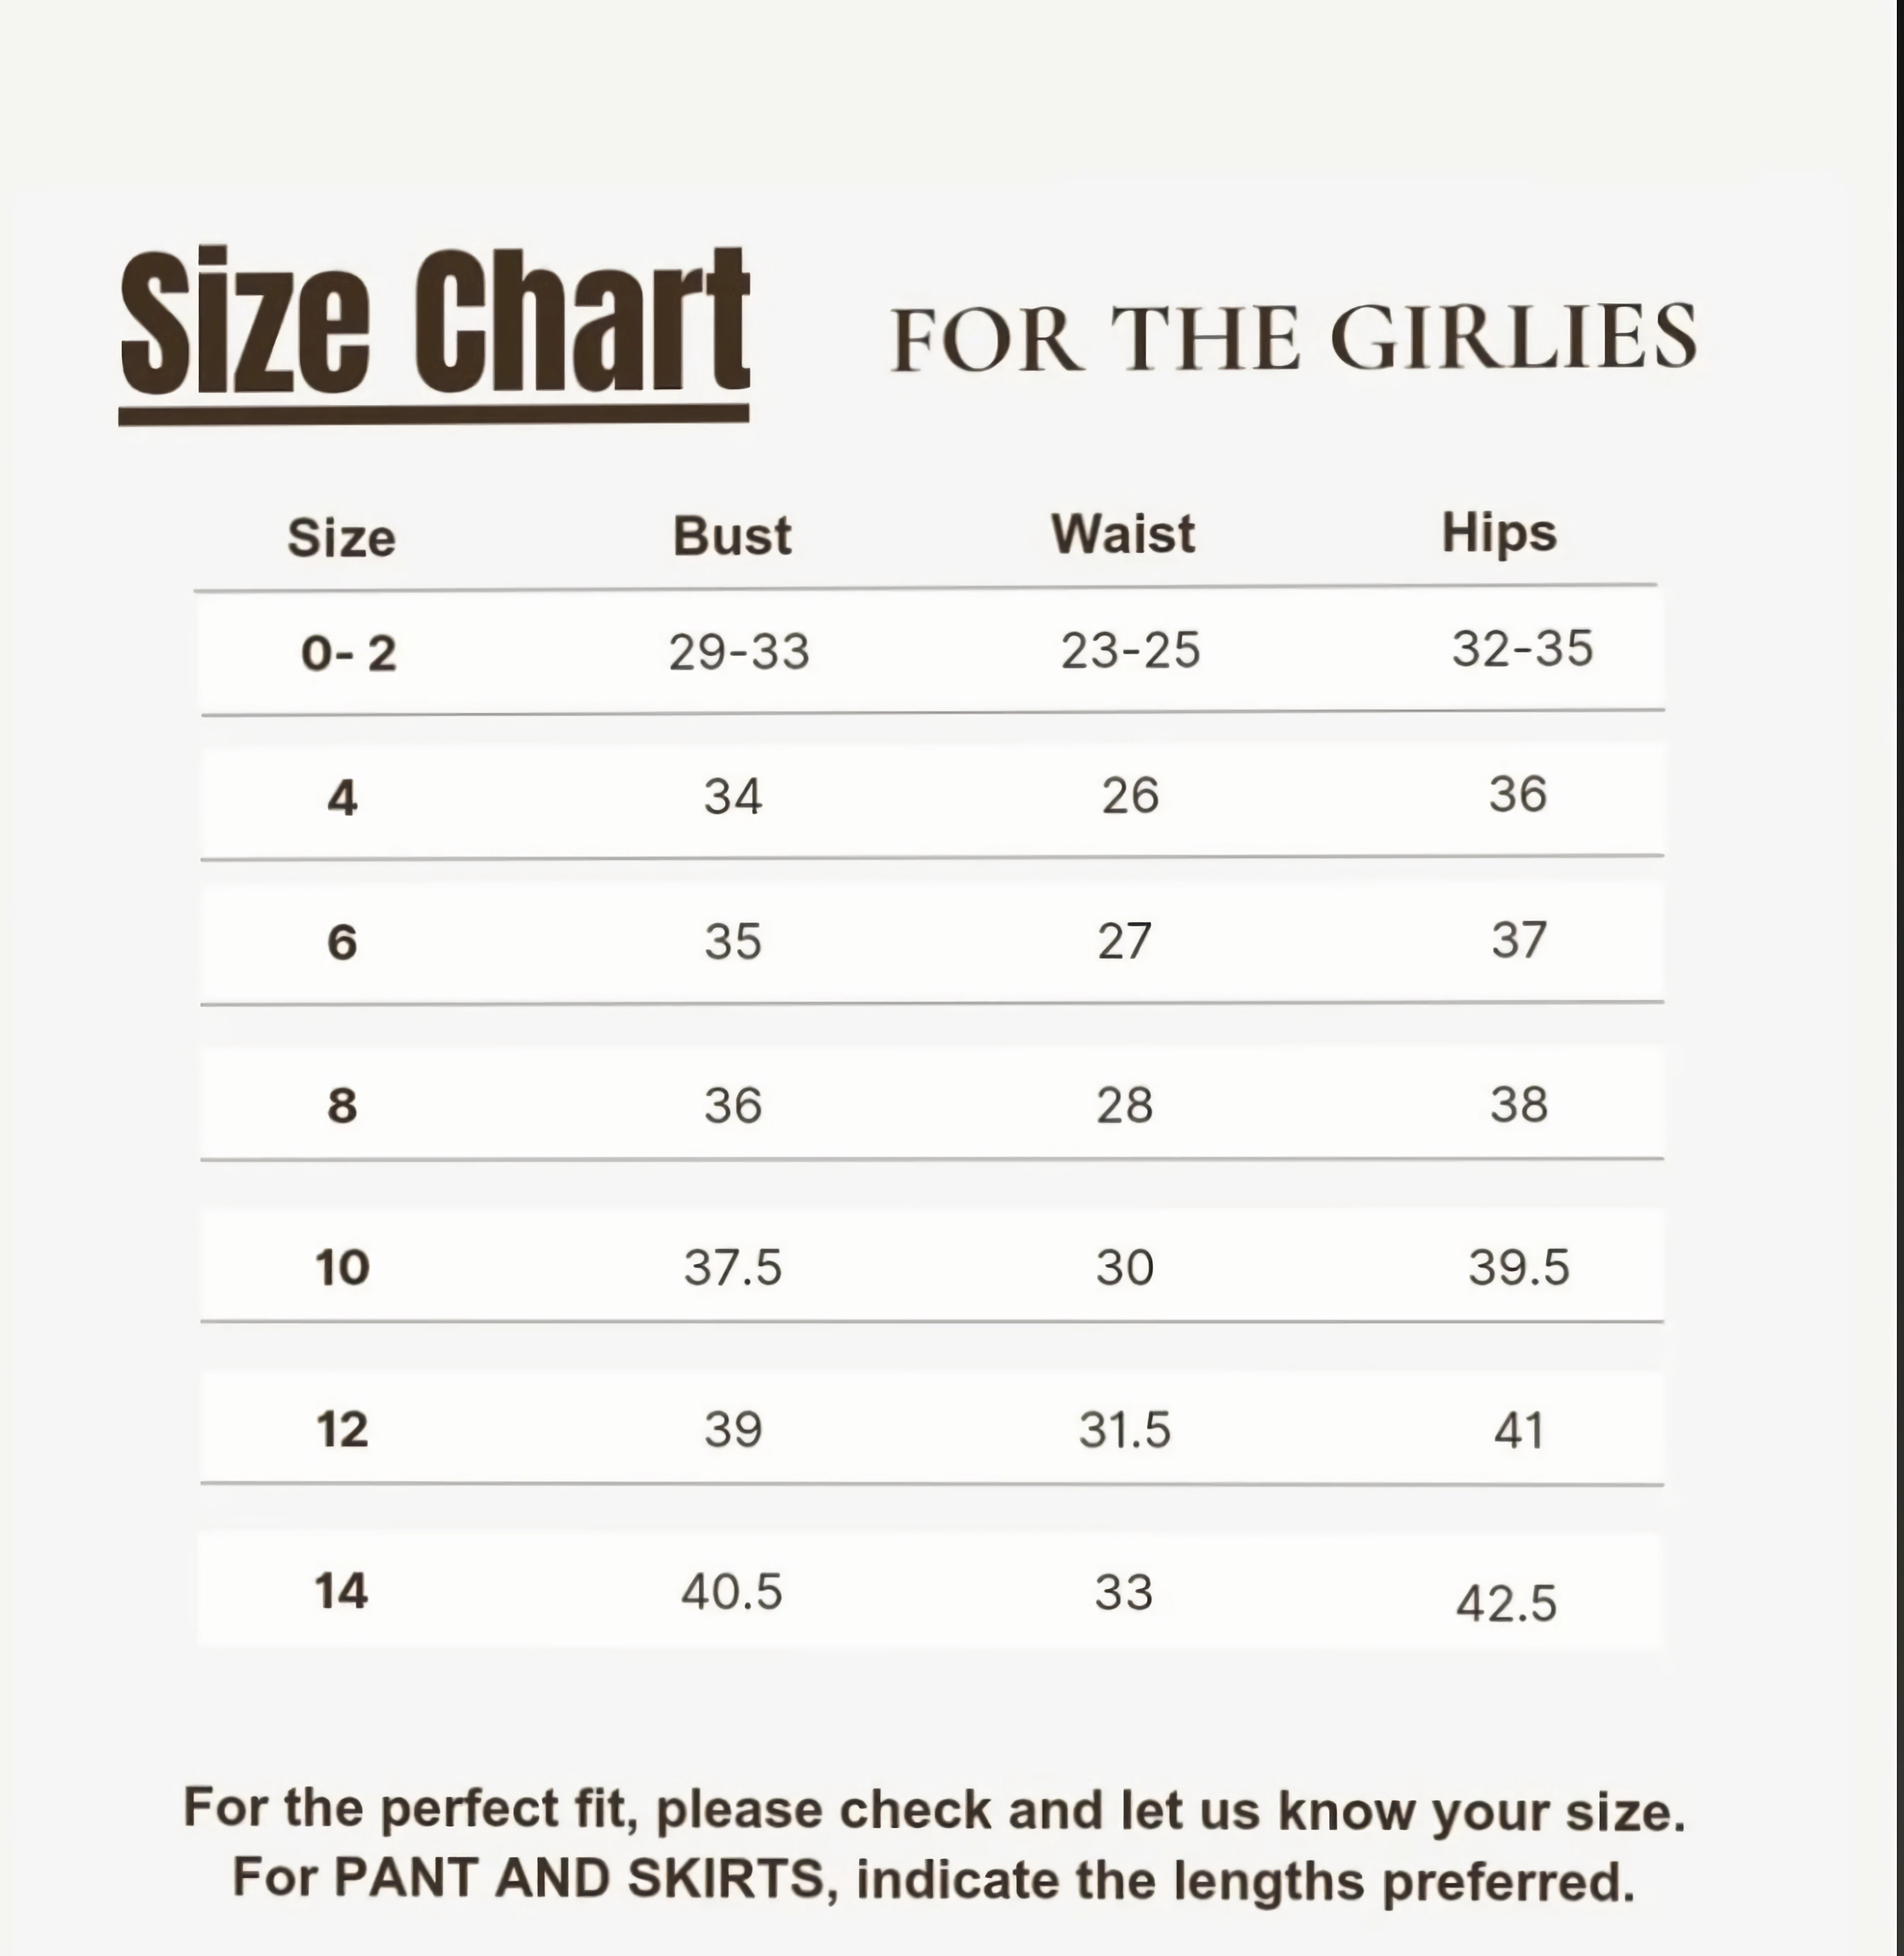 Size Chart FOR THE GIRLIES
Size Bust Waist Hips
0- 2 29-33 23-25 32-35
4 34 26 36
6 35 27 37
8 36 28 38
10 37.5 30 39.5
12 39 31.5 41
14 40.5 33 42.5
For the perfect fit, please check and let us know your size.
For PANT AND SKIRTS, indicate the lengths preferred.